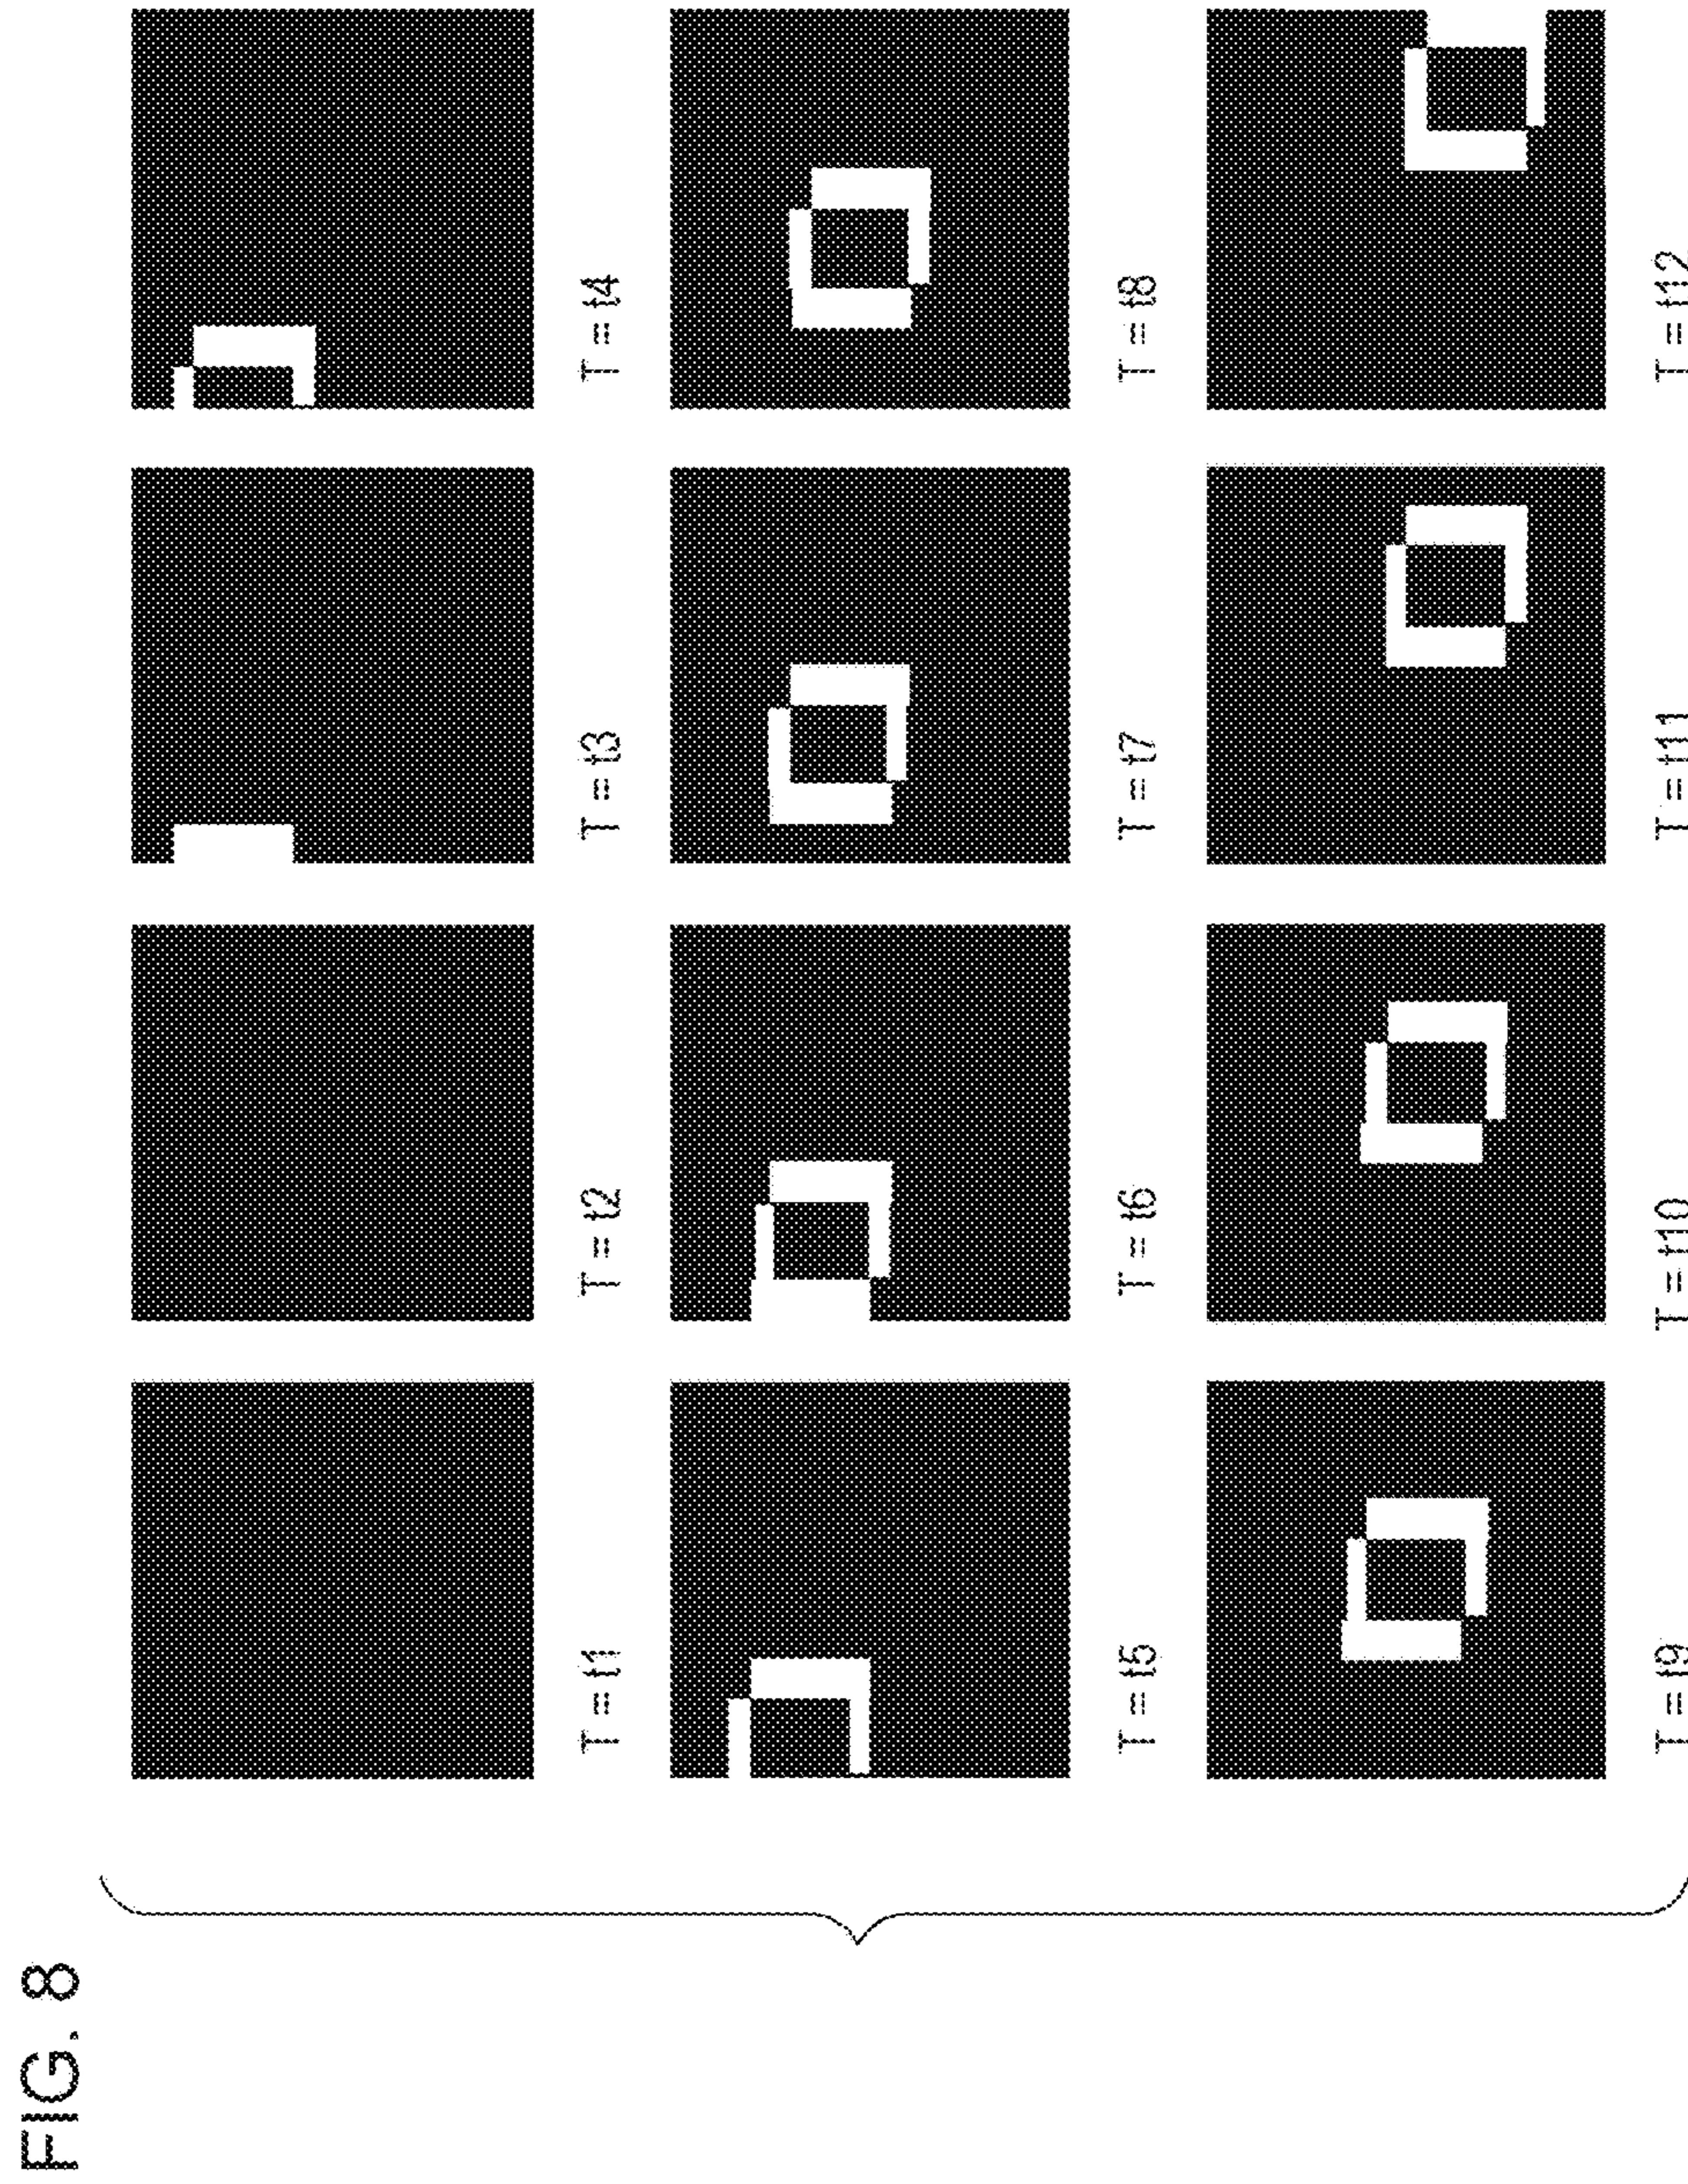 FIG. 8
T = t1
T = t2
T = t3
T = t4
T = t5
T = t6
T = t7
T = t8
T = t9
T = t10
T = t11
T = t12